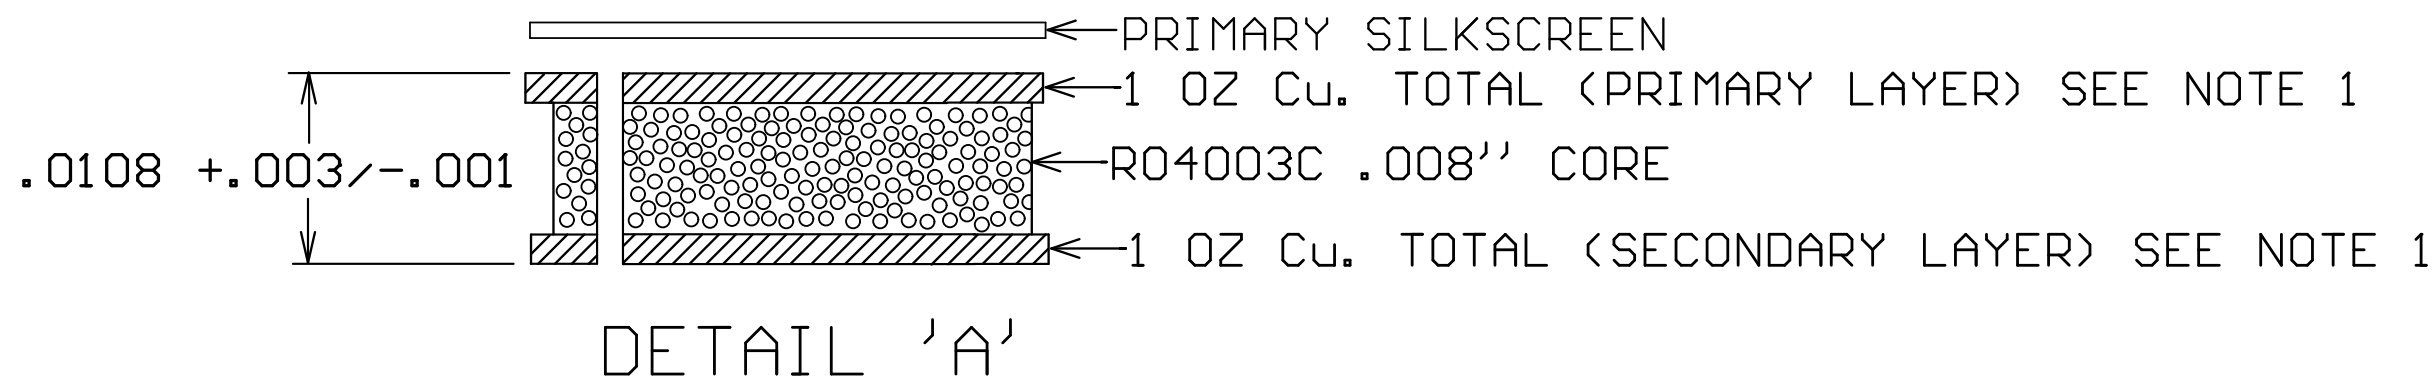 PRIMARY SILKSCREEN
1 OZ Cu. TOTAL (PRIMARY LAYER) SEE NOTE 1
.0108 +.003/-.001
RO4003C .008'' CORE
1 OZ Cu. TOTAL (SECONDARY LAYER) SEE NOTE 1
DETAIL 'A'